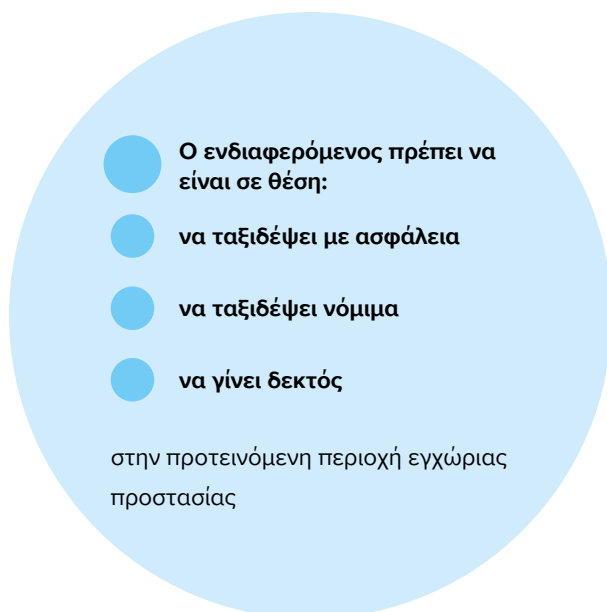 Ο ενδιαφερόμενος πρέπει να
είναι σε θέση:
να ταξιδέψει με ασφάλεια
να ταξιδέψει νόμιμα
να γίνει δεκτός
στην προτεινόμενη περιοχή εγχώριας
προστασίας